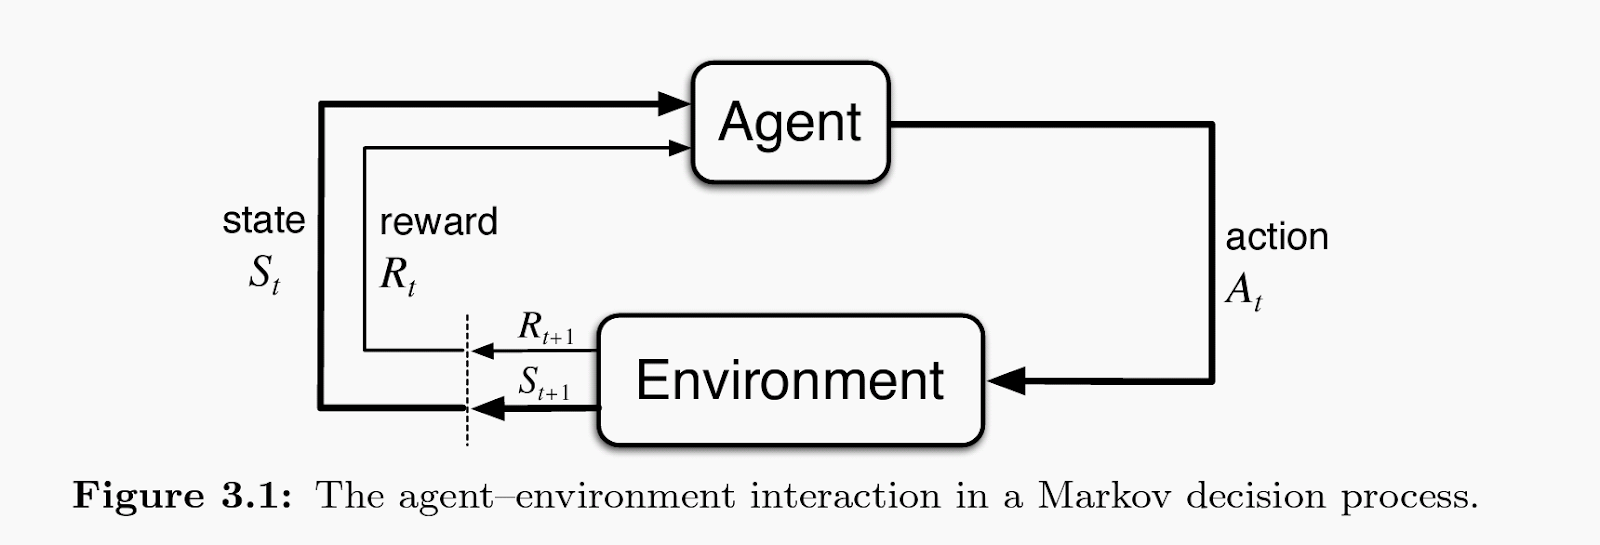 Agent
state
S_t
reward
R_t
action
A_t
R_{t+1}
S_{t+1}
Environment
Figure 3.1: The agent–environment interaction in a Markov decision process.